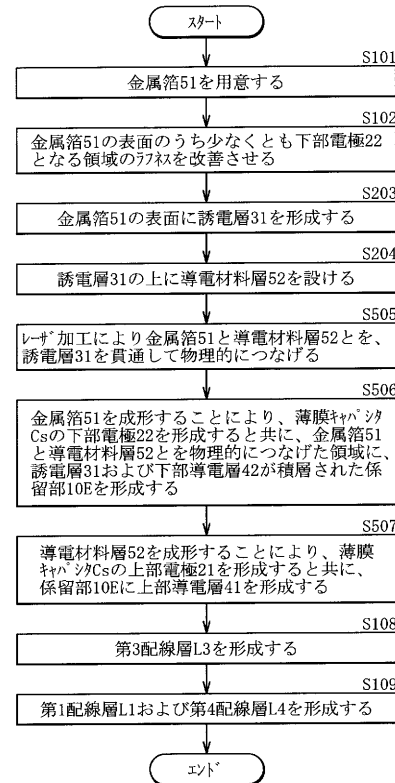 スタート
S101
金属箔51を用意する
S102
金属箔51の表面のうち少なくとも下部電極22
となる領域のラフネスを改善させる
S203
金属箔51の表面に誘電層31を形成する
S204
誘電層31の上に導電材料層52を設ける
S505
レーザ加工により金属箔51と導電材料層52とを、
誘電層31を貫通して物理的につなげる
S506
金属箔51を成形することにより、薄膜キャパシタ
Csの下部電極22を形成すると共に、金属箔51
と導電材料層52とを物理的につなげた領域に、
誘電層31および下部導電層42が積層された係
留部10Eを形成する
S507
導電材料層52を成形することにより、薄膜
キャパシタCsの上部電極21を形成すると共に、
係留部10Eに上部導電層41を形成する
S108
第3配線層L3を形成する
S109
第1配線層L1および第4配線層L4を形成する
エンド